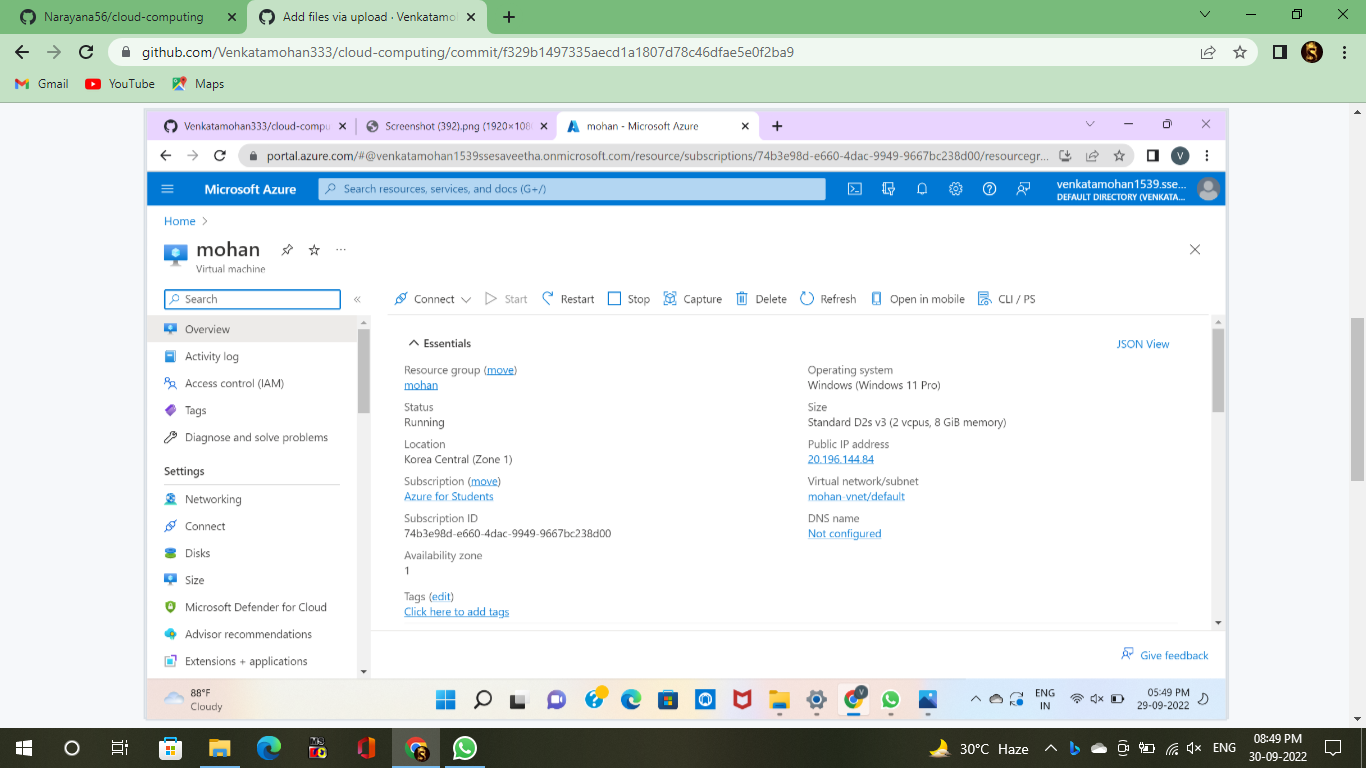 Narayana56/cloud-computing
Add files via upload · Venkatamo
github.com/Venkatamohan333/cloud-computing/commit/f329b1497335aecd1a1807d78c46dfae5e0f2ba9
Gmail
YouTube
Maps
Venkatamohan333/cloud-compu
Screenshot (392).png (1920×108
mohan - Microsoft Azure
portal.azure.com/#@venkatamohan1539ssesaveetha.onmicrosoft.com/resource/subscriptions/74b3e98d-e660-4dac-9949-9667bc238d00/resourcegr...
V
Microsoft Azure
Search resources, services, and docs (G+/)
venkatamohan1539.sse...
DEFAULT DIRECTORY (VENKATA...
Home
mohan
Virtual machine
Search
Connect
Start
Restart
Stop
Capture
Delete
Refresh
Open in mobile
CLI / PS
Overview
Activity log
Access control (IAM)
Tags
Diagnose and solve problems
Settings
Networking
Connect
Disks
Size
Microsoft Defender for Cloud
Advisor recommendations
Extensions + applications
Essentials
JSON View
Resource group (move)
mohan
Status
Running
Location
Korea Central (Zone 1)
Subscription (move)
Azure for Students
Subscription ID
74b3e98d-e660-4dac-9949-9667bc238d00
Availability zone
1
Tags (edit)
Click here to add tags
Operating system
Windows (Windows 11 Pro)
Size
Standard D2s v3 (2 vcpus, 8 GiB memory)
Public IP address
20.196.144.84
Virtual network/subnet
mohan-vnet/default
DNS name
Not configured
Give feedback
88°F
Cloudy
V
ENG
IN
05:49 PM
29-09-2022
30°C Haze
ENG
08:49 PM
30-09-2022